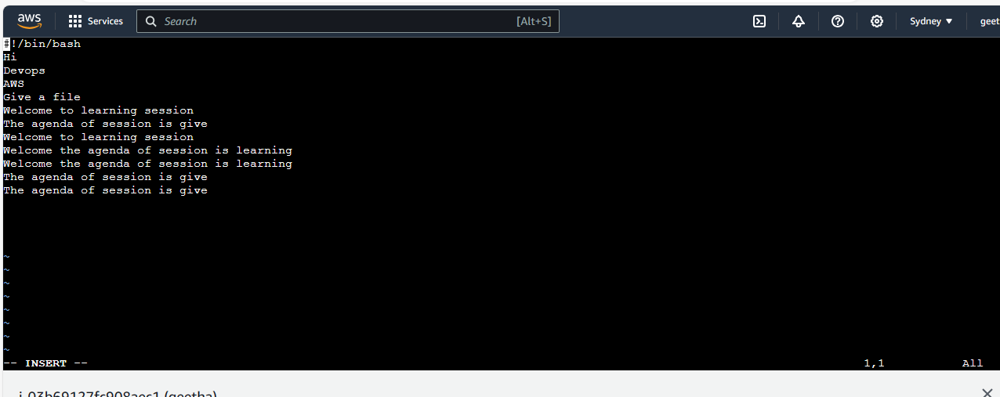 aws Services Search [Alt+S] Sydney geet
#!/bin/bash
Hi
Devops
AWS
Give a file
Welcome to learning session
The agenda of session is give
Welcome to learning session
Welcome the agenda of session is learning
Welcome the agenda of session is learning
The agenda of session is give
The agenda of session is give
~
~
~
~
~
~
~
~
-- INSERT -- 1,1 All
i-03b69127fc908aec1 (geetha)